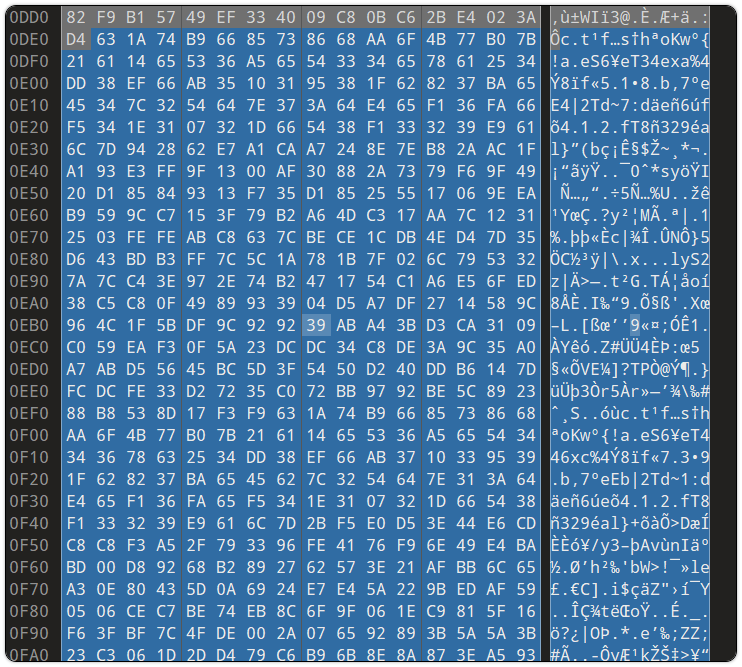 0DD0 82 F9 B1 57 49 EF 33 40 09 C8 0B C6 2B E4 02 3A ‚ù±WIï3@.È.Æ+ä.:
0DE0 D4 63 1A 74 B9 66 85 73 86 68 AA 6F 4B 77 B0 7B Ôc.t¹f…s†hªoKw°{
0DF0 21 61 14 65 53 36 A5 65 54 33 34 65 78 61 25 34 !a.eS6¥eT34exa%4
0E00 DD 38 EF 66 AB 35 10 31 95 38 1F 62 82 37 BA 65 Ý8ïf«5.1•8.b‚7ºe
0E10 45 34 7C 32 54 64 7E 37 3A 64 E4 65 F1 36 FA 66 E4|2Td~7:däeñ6úf
0E20 F5 34 1E 31 07 32 1D 66 54 38 F1 33 32 39 E9 61 õ4.1.2.fT8ñ329éa
0E30 6C 7D 94 28 62 E7 A1 CA A7 24 8E 7E B8 2A AC 1F l}”(bç¡Ê§$Ž~¸*¬.
0E40 A1 93 E3 FF 9F 13 00 AF 30 88 2A 73 79 F6 9F 49 ¡“ãÿŸ..¯0ˆ*syöŸI
0E50 20 D1 85 84 93 13 F7 35 D1 85 25 55 17 06 9E EA  Ñ…„“.÷5Ñ…%U..žê
0E60 B9 59 9C C7 15 3F 79 B2 A6 4D C3 17 AA 7C 12 31 ¹YœÇ.?y²¦MÃ.ª|.1
0E70 25 03 FE FE AB C8 63 7C BE CE 1C DB 4E D4 7D 35 %.þþ«Èc|¾Î.ÛNÔ}5
0E80 D6 43 BD B3 FF 7C 5C 1A 78 1B 7F 02 6C 79 53 32 ÖC½³ÿ|\.x...lyS2
0E90 7A 7C C4 3E 97 2E 74 B2 47 17 54 C1 A6 E5 6F ED z|Ä>—.t²G.TÁ¦åoí
0EA0 38 C5 C8 0F 49 89 93 39 04 D5 A7 DF 27 14 58 9C 8ÅÈ.I‰“9.Õ§ß'.Xœ
0EB0 96 4C 1F 5B DF 9C 92 92 39 AB A4 3B D3 CA 31 09 –L.[ßœ’’9«¤;ÓÊ1.
0EC0 C0 59 EA F3 0F 5A 23 DC DC 34 C8 DE 3A 9C 35 A0 ÀYêó.Z#ÜÜ4ÈÞ:œ5
0ED0 A7 AB D5 56 45 BC 5D 3F 54 50 D2 40 DD B6 14 7D §«ÕVE¼]?TPÒ@Ý¶.}
0EE0 FC DC FE 33 D2 72 35 C0 72 BB 97 92 BE 5C 89 23 üÜþ3Òr5Àr»—’¾\‰#
0EF0 88 B8 53 8D 17 F3 F9 63 1A 74 B9 66 85 73 86 68 ˆ¸S..óùc.t¹f…s†h
0F00 AA 6F 4B 77 B0 7B 21 61 14 65 53 36 A5 65 54 34 ªoKw°{!a.eS6¥eT4
0F10 34 36 78 63 25 34 DD 38 EF 66 AB 37 10 33 95 39 46xc%4Ý8ïf«7.3•9
0F20 1F 62 82 37 BA 65 45 62 7C 32 54 64 7E 31 3A 64 .b‚7ºeEb|2Td~1:d
0F30 E4 65 F1 36 FA 65 F5 34 1E 31 07 32 1D 66 54 38 äeñ6úeõ4.1.2.fT8
0F40 F1 33 32 39 E9 61 6C 7D 2B F5 E0 D5 3E 44 E6 CD ñ329éal}+õàÕ>DæÍ
0F50 C8 C8 F3 A5 2F 79 33 96 FE 41 76 F9 6E 49 E4 BA ÈÈó¥/y3–þAvùnIäº
0F60 BD 00 D8 92 68 B2 89 27 62 57 3E 21 AF BB 6C 65 ½.Ø’h²‰'bW>!¯»le
0F70 A3 0E 80 43 5D 0A 69 24 E7 E4 5A 22 9B ED AF 59 £.€C].i$çäZ"›í¯Y
0F80 05 06 CE C7 BE 74 EB 8C 6F 9F 06 1E C9 81 5F 16 ..ÎÇ¾tëŒoŸ..É._.
0F90 F6 3F BF 7C 4F DE 00 2A 07 65 92 89 3B 5A 5A 3B ö?¿|OÞ.*.e’‰;ZZ;
0FA0 23 C3 06 1D 2D D4 79 C6 B9 6B 8E 8A 87 3E A5 93 #Ã..-ÔyÆ¹kŽŠ‡>¥“